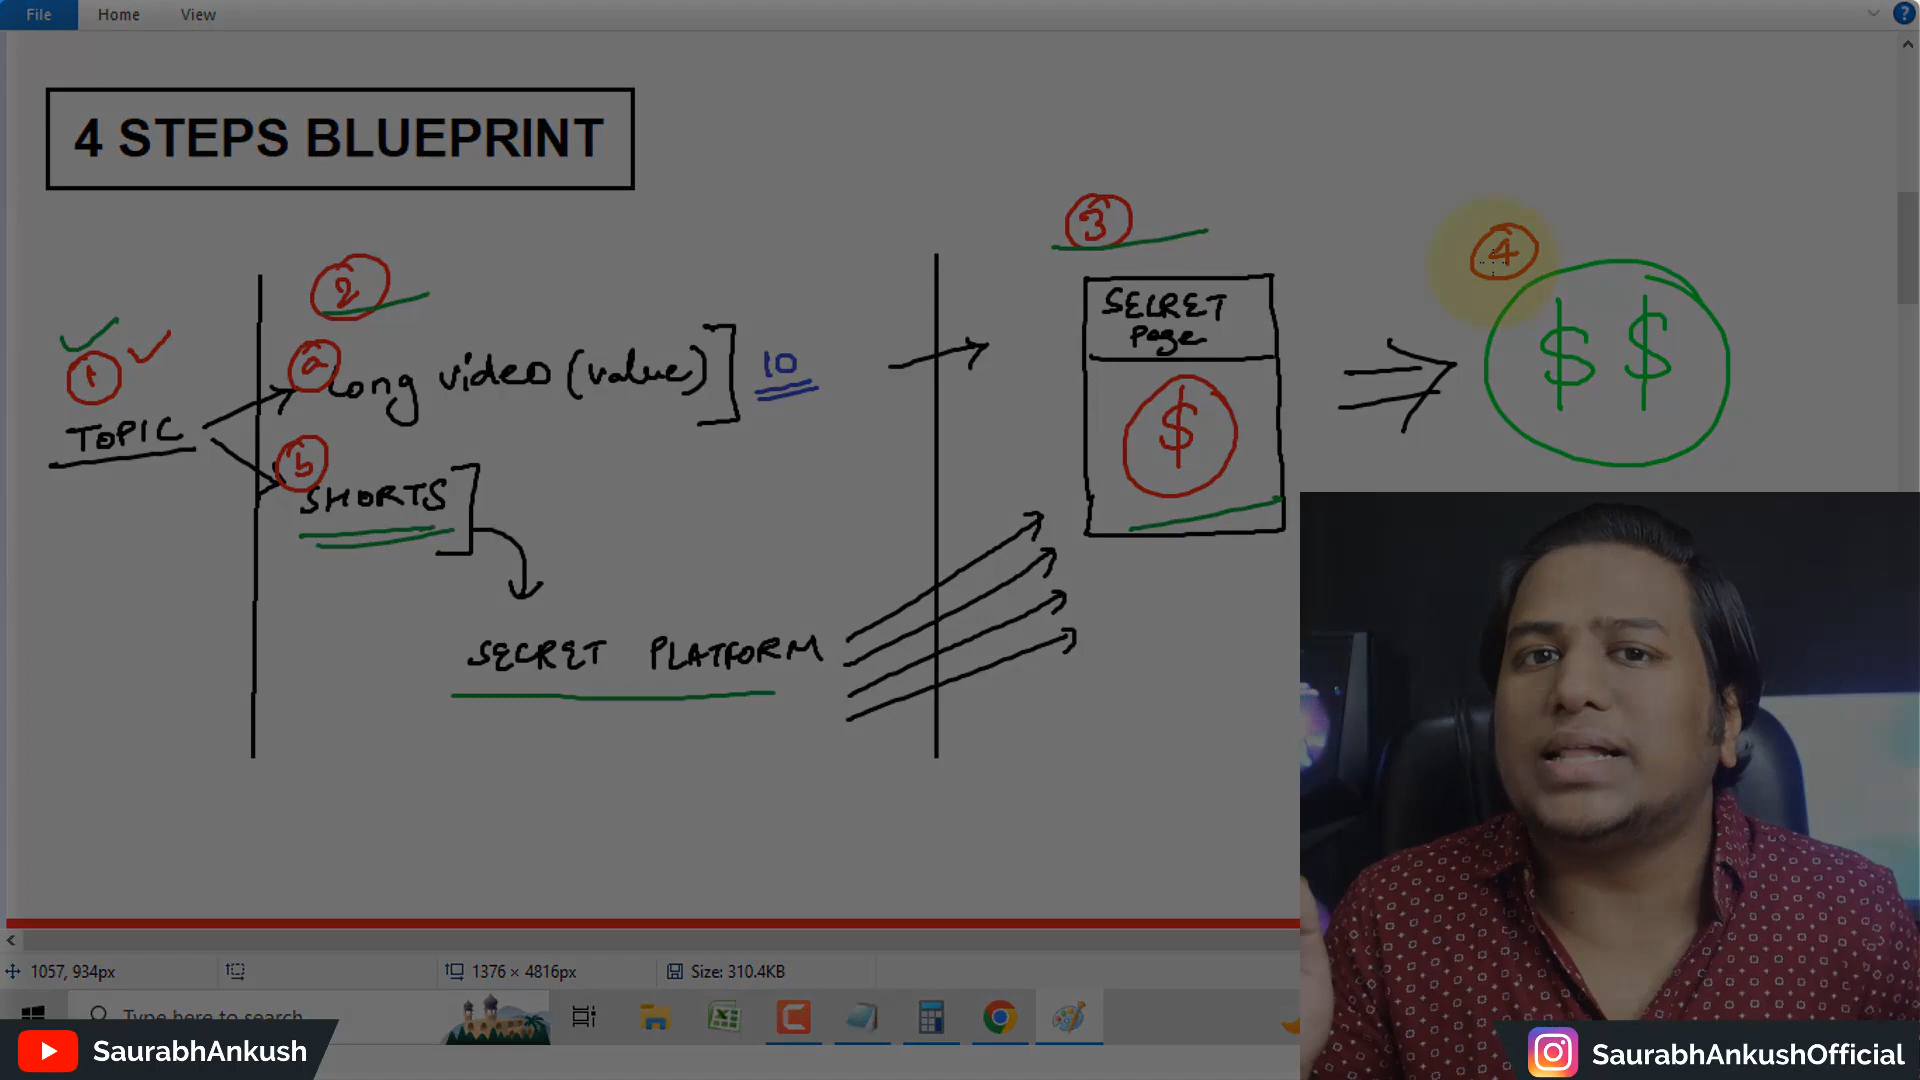 File Home View
4 STEPS BLUEPRINT
3
4
2
1
TOPIC
a Long video (value) 10
b
SHORTS
SECRET
Page
$
$ $
SECRET PLATFORM
1057, 934px 1376 × 4816px Size: 310.4KB
Type here to search
SaurabhAnkush
SaurabhAnkushOfficial